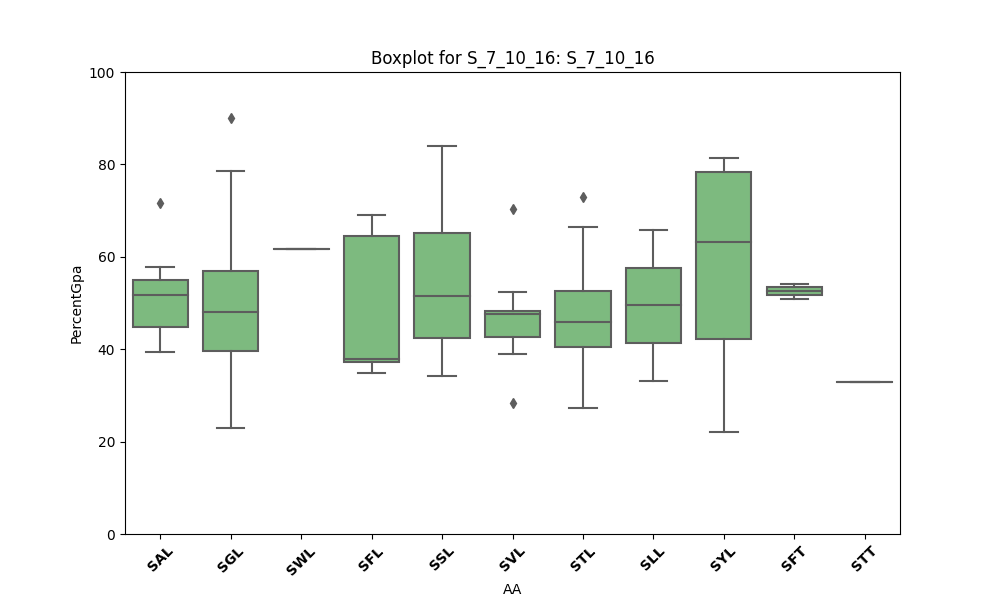 Boxplot for S_7_10_16: S_7_10_16
100
80
60
40
20
0
PercentGpa
SAL SGL SWL SFL SSL SVL STL SLL SYL SFT STT
AA